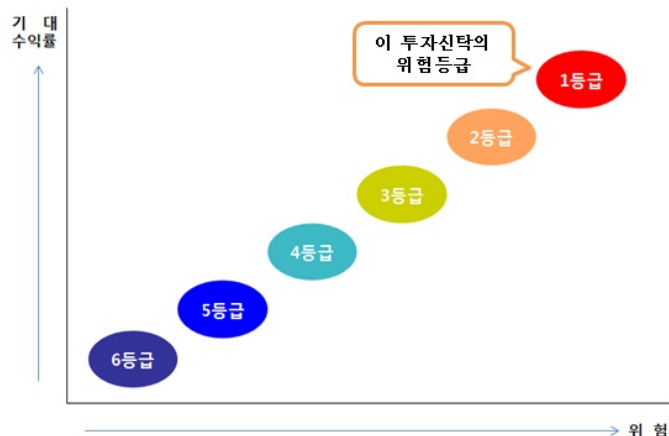 기 대
수익률
이 투자신탁의
위험등급
1등급
2등급
3등급
4등급
5등급
6등급
위 험